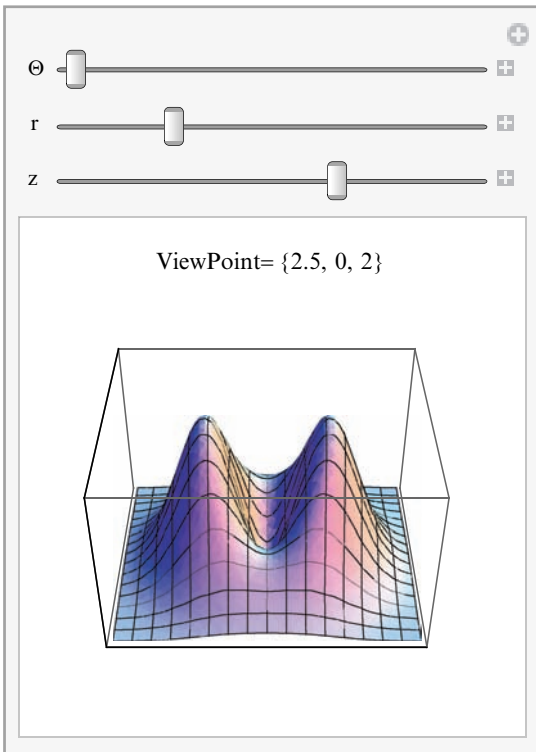 Θ
r
z
ViewPoint= {2.5, 0, 2}